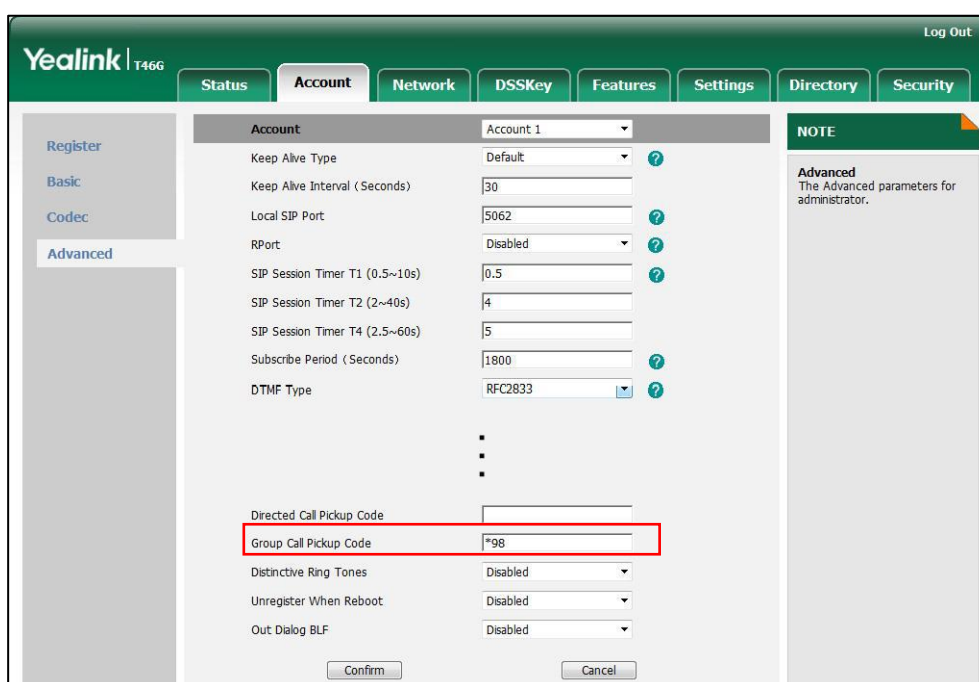 Log Out
Yealink T46G
Status Account Network DSSKey Features Settings Directory Security
Register
Basic
Codec
Advanced
Account Account 1
Keep Alive Type Default
Keep Alive Interval (Seconds) 30
Local SIP Port 5062
RPort Disabled
SIP Session Timer T1 (0.5~10s) 0.5
SIP Session Timer T2 (2~40s) 4
SIP Session Timer T4 (2.5~60s) 5
Subscribe Period (Seconds) 1800
DTMF Type RFC2833
Directed Call Pickup Code
Group Call Pickup Code *98
Distinctive Ring Tones Disabled
Unregister When Reboot Disabled
Out Dialog BLF Disabled
Confirm Cancel
NOTE
Advanced
The Advanced parameters for
administrator.